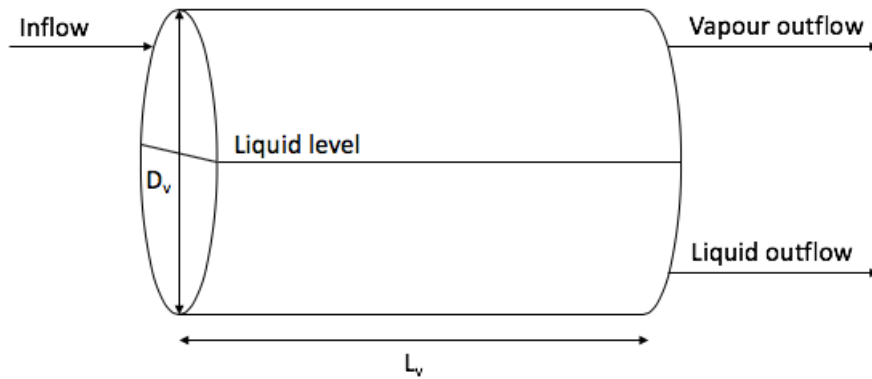 Inflow
Vapour outflow
Liquid level
Dv
Liquid outflow
Lv